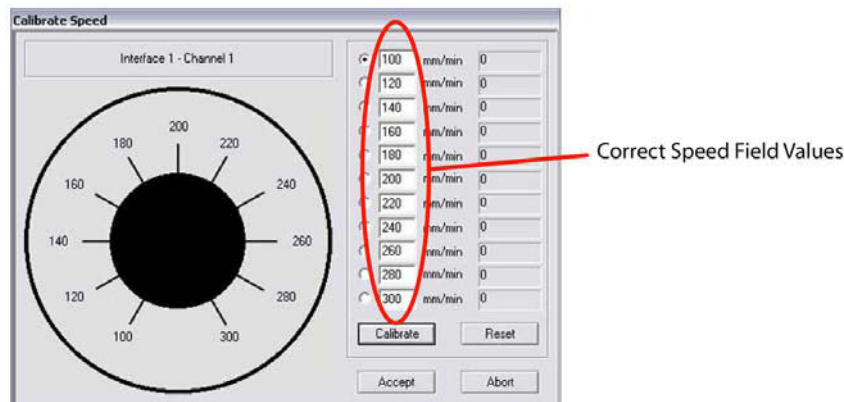 Calibrate Speed
Interface 1 - Channel 1
200
180 220
160 240
140 260
120 280
100 300
100 mm/min 0
120 mm/min 0
140 mm/min 0
160 mm/min 0
180 mm/min 0
200 mm/min 0
220 mm/min 0
240 mm/min 0
260 mm/min 0
280 mm/min 0
300 mm/min 0
Calibrate Reset
Accept Abort
Correct Speed Field Values